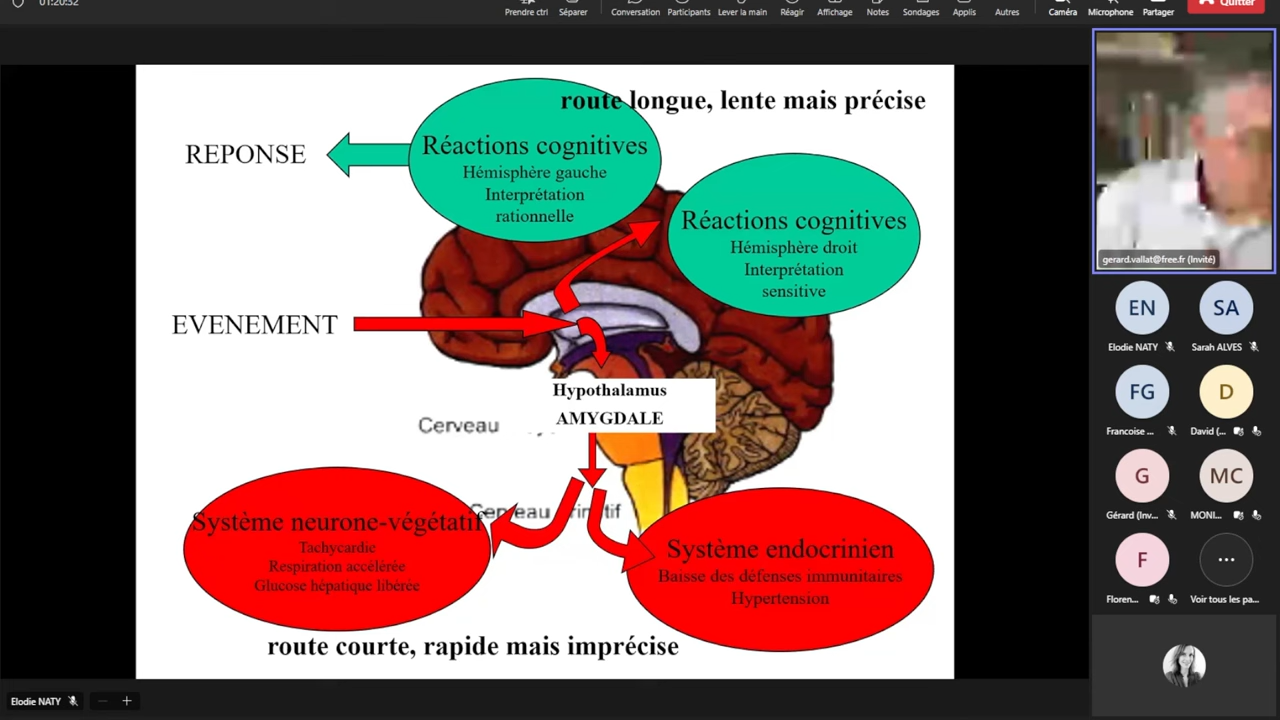 01:20:52
Prendre ctrl
Séparer
Conversation
Participants
Lever la main
Réagir
Affichage
Notes
Sondages
Applis
Autres
Caméra
Microphone
Partager
Quitter
route longue, lente mais précise
Réactions cognitives
Hémisphère gauche
Interprétation
rationnelle
REPONSE
Réactions cognitives
Hémisphère droit
Interprétation
sensitive
EVENEMENT
Hypothalamus
AMYGDALE
Cerveau
Cerveau
Système neurone-végétatif
Tachycardie
Respiration accélérée
Glucose hépatique libérée
Système endocrinien
Baisse des défenses immunitaires
Hypertension
route courte, rapide mais imprécise
gerard.vallat@free.fr (Invité)
EN
Elodie NATY
SA
Sarah ALVES
FG
Francoise ...
D
David (...
G
Gérard (Inv...
MC
MONI...
F
Floren...
...
Voir tous les pa...
Elodie NATY